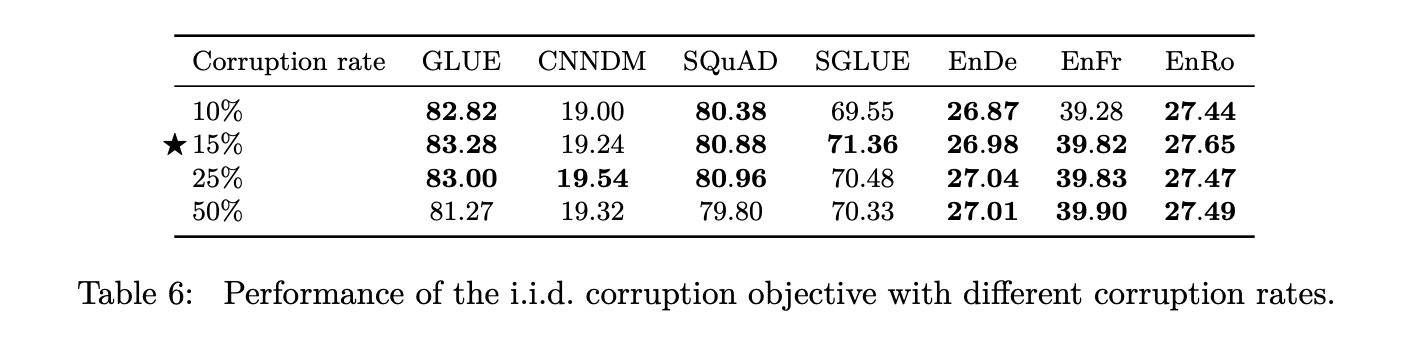 Corruption rate GLUE CNNDM SQuAD SGLUE EnDe EnFr EnRo
10% 82.82 19.00 80.38 69.55 26.87 39.28 27.44
★ 15% 83.28 19.24 80.88 71.36 26.98 39.82 27.65
25% 83.00 19.54 80.96 70.48 27.04 39.83 27.47
50% 81.27 19.32 79.80 70.33 27.01 39.90 27.49
Table 6: Performance of the i.i.d. corruption objective with different corruption rates.